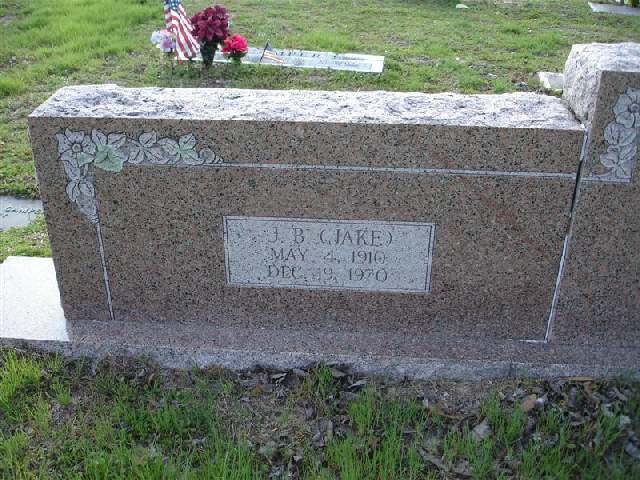 J. B. (JAKE)
MAY 4, 1910
DEC. 19, 1970